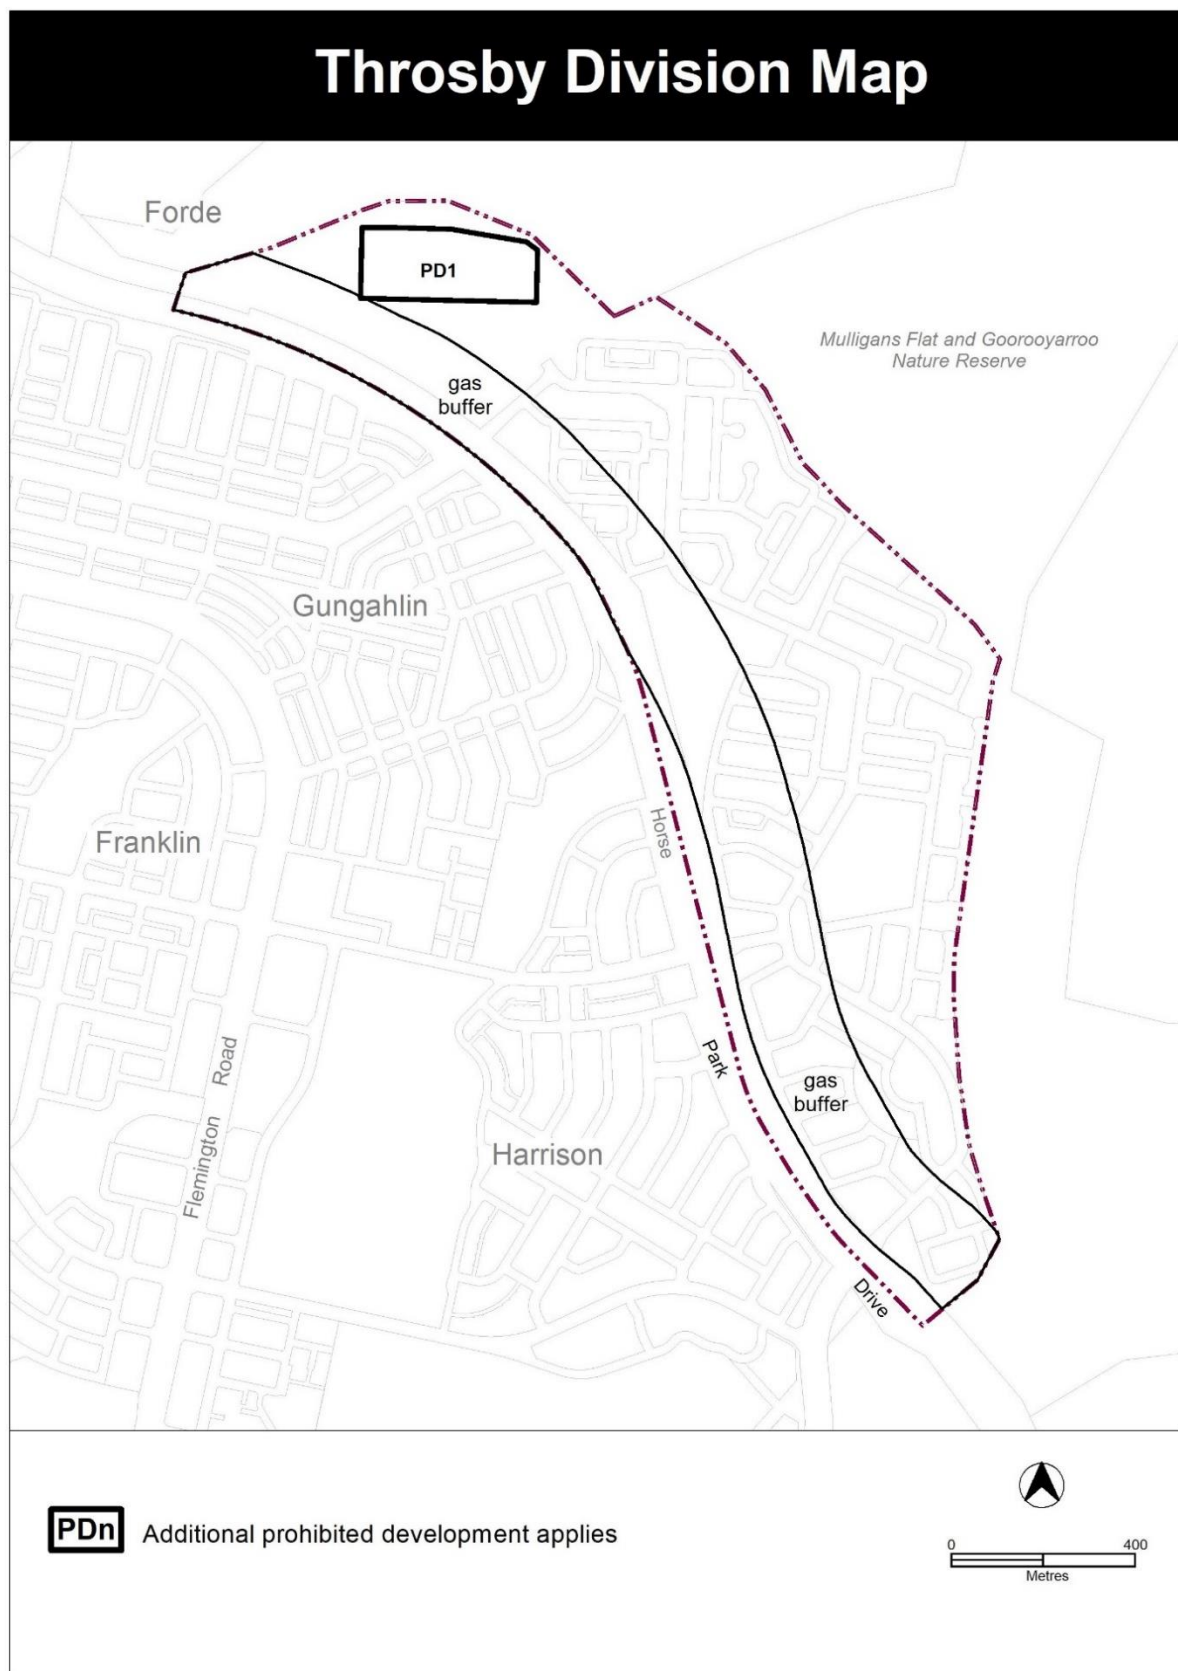 Throsby Division Map
Forde
PD1
Mulligans Flat and Goorooyarroo
Nature Reserve
gas
buffer
Gungahlin
Horse
Franklin
Road
Park
gas
buffer
Harrison
Flemington
Drive
PDn
Additional prohibited development applies
0
400
Metres